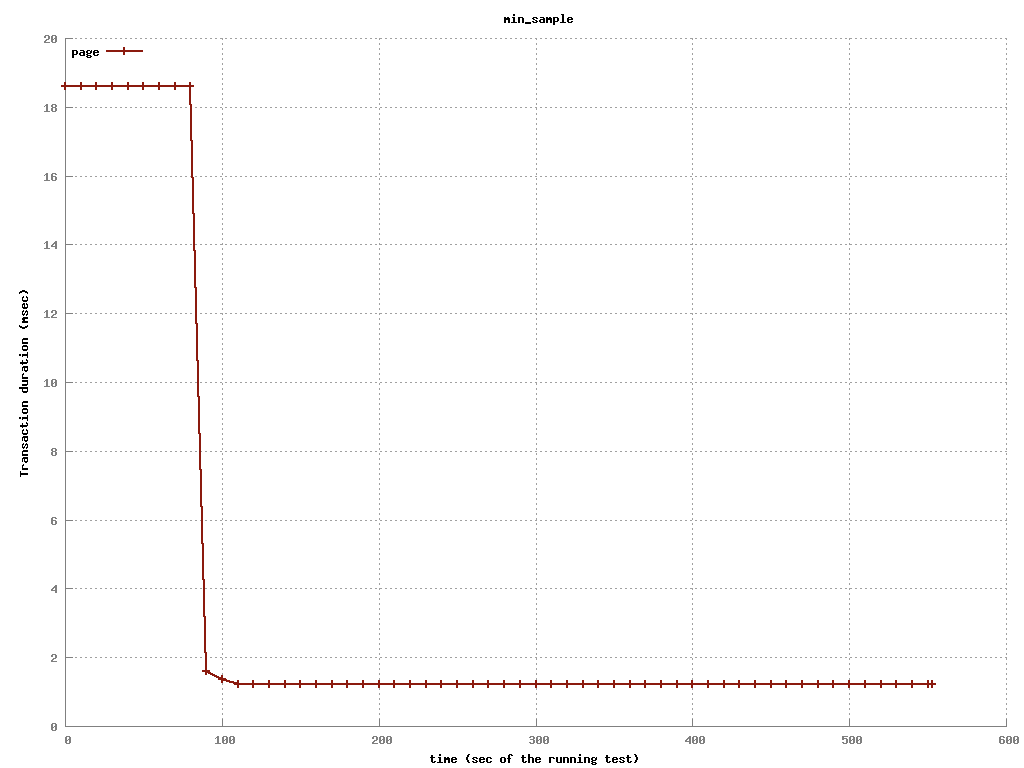 min_sample
page
20
18
16
14
12
10
8
6
4
2
0
Transaction duration (msec)
0 100 200 300 400 500 600
time (sec of the running test)